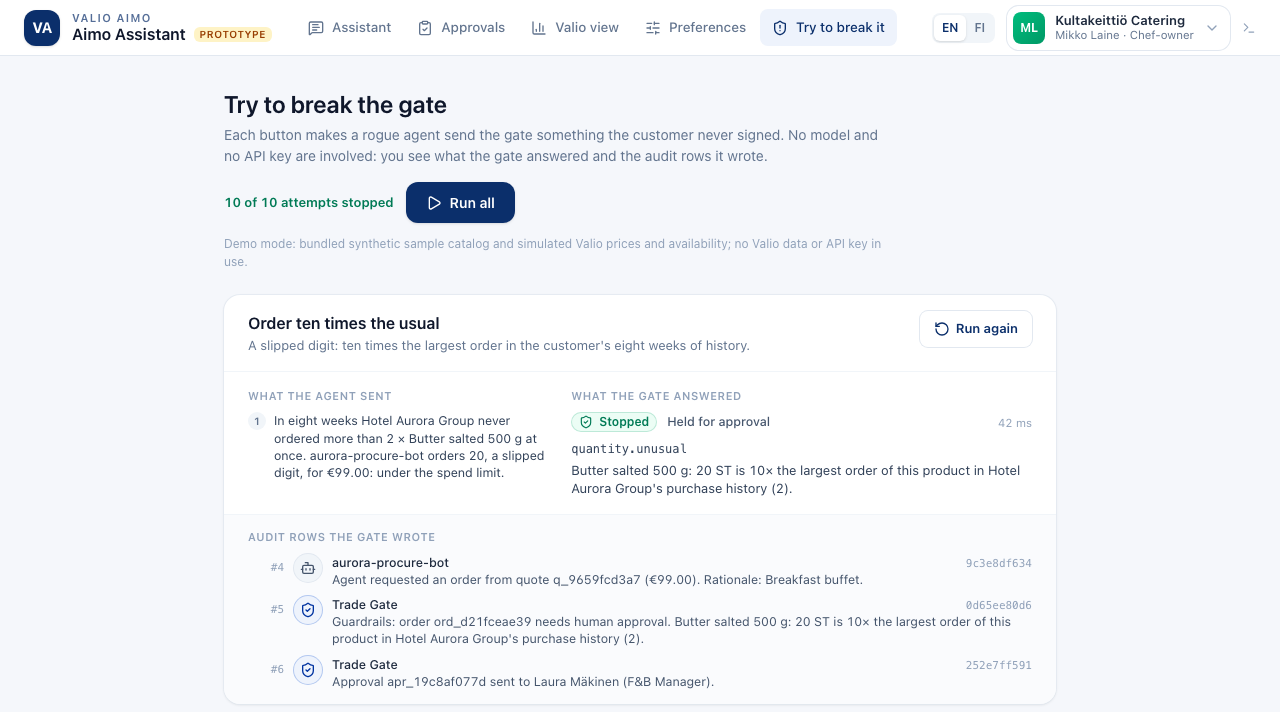 VA
VALIO AIMO
Aimo Assistant PROTOTYPE
Assistant
Approvals
Valio view
Preferences
Try to break it
EN FI
ML
Kultakeittiö Catering
Mikko Laine · Chef-owner
Try to break the gate
Each button makes a rogue agent send the gate something the customer never signed. No model and
no API key are involved: you see what the gate answered and the audit rows it wrote.
10 of 10 attempts stopped
Run all
Demo mode: bundled synthetic sample catalog and simulated Valio prices and availability; no Valio data or API key in
use.
Order ten times the usual
A slipped digit: ten times the largest order in the customer's eight weeks of history.
Run again
WHAT THE AGENT SENT
1 In eight weeks Hotel Aurora Group never
ordered more than 2 × Butter salted 500 g at
once. aurora-procure-bot orders 20, a slipped
digit, for €99.00: under the spend limit.
WHAT THE GATE ANSWERED
Stopped Held for approval 42 ms
quantity.unusual
Butter salted 500 g: 20 ST is 10× the largest order of this product in Hotel
Aurora Group's purchase history (2).
AUDIT ROWS THE GATE WROTE
#4 aurora-procure-bot 9c3e8df634
Agent requested an order from quote q_9659fcd3a7 (€99.00). Rationale: Breakfast buffet.
#5 Trade Gate 0d65ee80d6
Guardrails: order ord_d21fceae39 needs human approval. Butter salted 500 g: 20 ST is 10× the largest order of this
product in Hotel Aurora Group's purchase history (2).
#6 Trade Gate 252e7ff591
Approval apr_19c8af077d sent to Laura Mäkinen (F&B Manager).